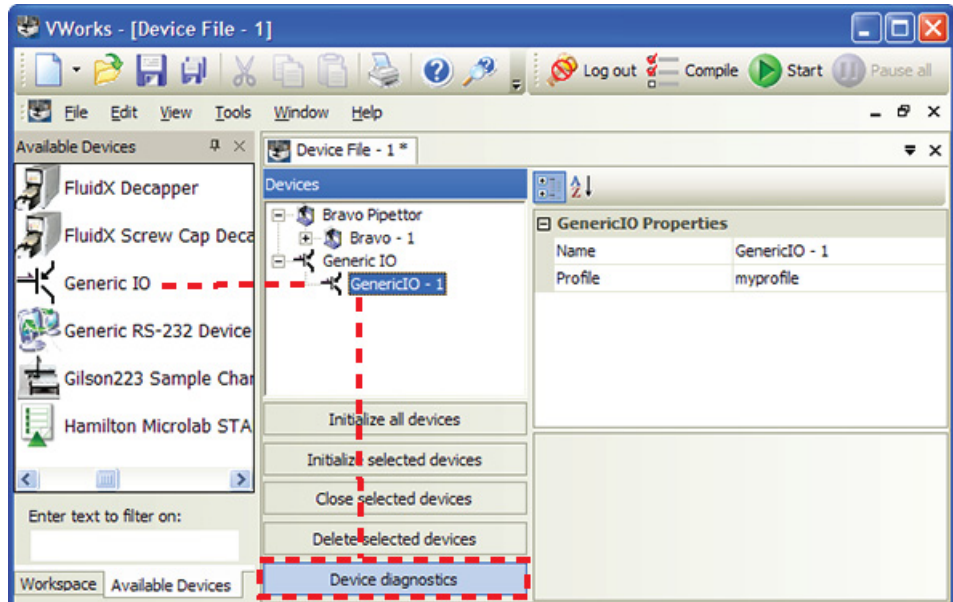 VWorks - [Device File - 1]
Log out
Compile
Start
Pause all
File Edit View Tools Window Help
Available Devices
Device File - 1 *
FluidX Decapper
FluidX Screw Cap Deca
Generic IO
Generic RS-232 Device
Gilson223 Sample Char
Hamilton Microlab STA
Enter text to filter on:
Workspace
Available Devices
Devices
Bravo Pipettor
Bravo - 1
Generic IO
GenericIO - 1
Initialize all devices
Initialize selected devices
Close selected devices
Delete selected devices
Device diagnostics
GenericIO Properties
Name GenericIO - 1
Profile myprofile